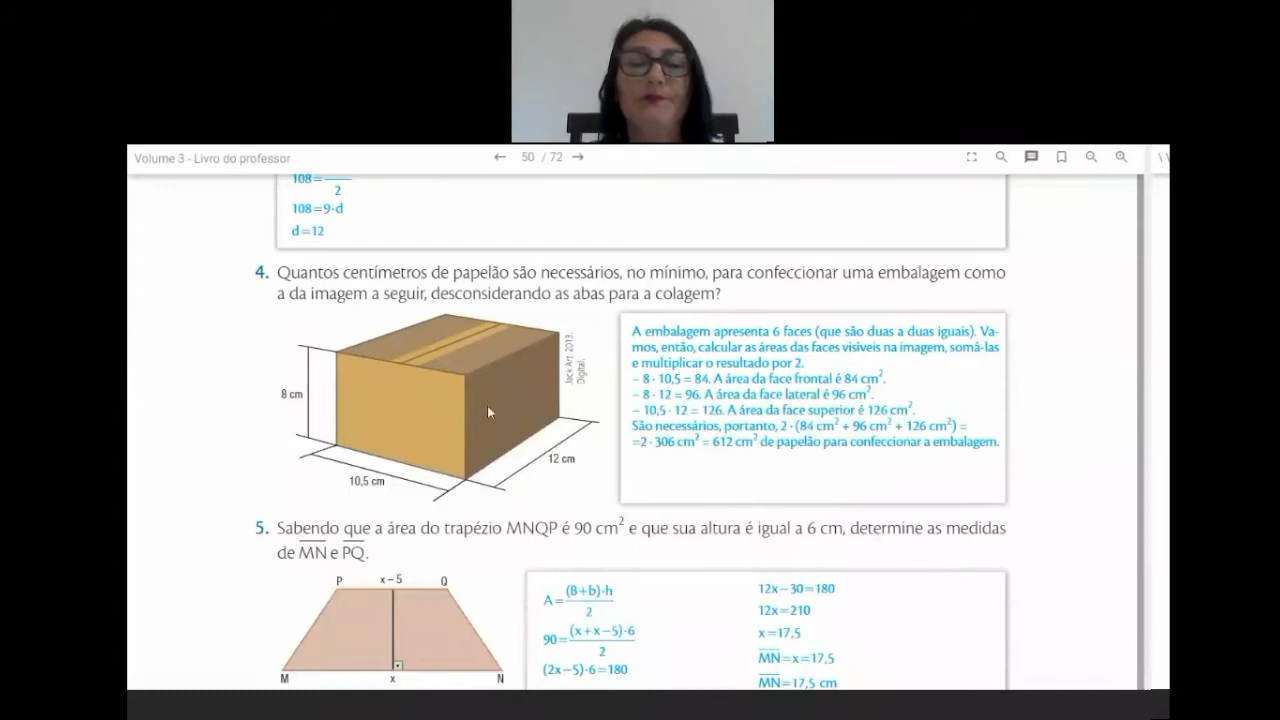 Volume 3 - Livro do professor
50 / 72
108=
2
108=9·d
d=12
4. Quantos centímetros de papelão são necessários, no mínimo, para confeccionar uma embalagem como
a da imagem a seguir, desconsiderando as abas para a colagem?
8 cm
10,5 cm
12 cm
Jack Art. 2013.
Digital.
A embalagem apresenta 6 faces (que são duas a duas iguais). Va-
mos, então, calcular as áreas das faces visíveis na imagem, somá-las
e multiplicar o resultado por 2.
– 8 · 10,5 = 84. A área da face frontal é 84 cm².
– 8 · 12 = 96. A área da face lateral é 96 cm².
– 10,5 · 12 = 126. A área da face superior é 126 cm².
São necessários, portanto, 2 · (84 cm² + 96 cm² + 126 cm²) =
=2 · 306 cm² = 612 cm² de papelão para confeccionar a embalagem.
5. Sabendo que a área do trapézio MNQP é 90 cm² e que sua altura é igual a 6 cm, determine as medidas
de MN e PQ.
P x – 5 Q
M x N
A= (B+b)·h
2
90= (x+x–5)·6
2
(2x–5)·6=180
12x–30=180
12x=210
x=17,5
MN=x=17,5
MN=17,5 cm